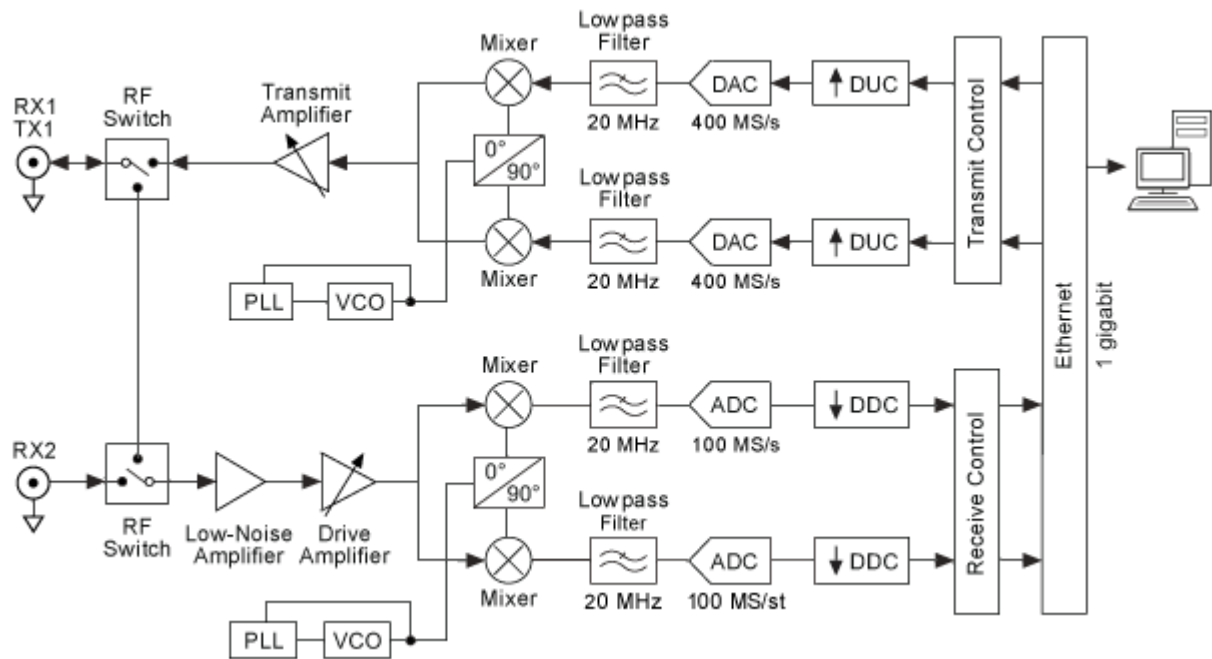 Lowpass
Filter
Mixer
DAC
↑ DUC
20 MHz
400 MS/s
RX1
TX1
RF
Switch
Transmit
Amplifier
0°
90°
Lowpass
Filter
DAC
↑ DUC
Mixer
20 MHz
400 MS/s
PLL
VCO
Transmit Control
Ethernet
1 gigabit
Lowpass
Filter
Mixer
ADC
↓ DDC
20 MHz
100 MS/s
RX2
RF
Switch
Low-Noise
Amplifier
Drive
Amplifier
0°
90°
Lowpass
Filter
ADC
↓ DDC
Mixer
20 MHz
100 MS/st
PLL
VCO
Receive Control